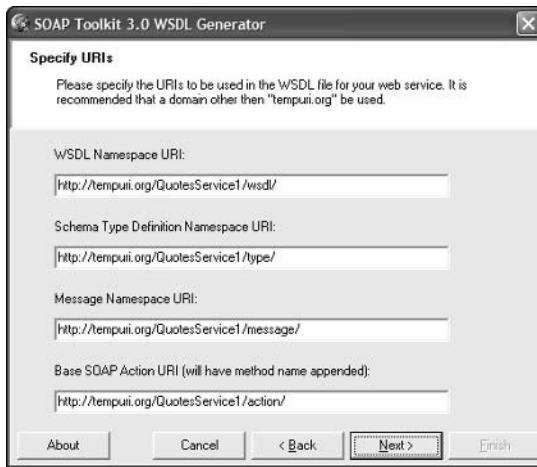 SOAP Toolkit 3.0 WSDL Generator
Specify URIs
Please specify the URIs to be used in the WSDL file for your web service. It is
recommended that a domain other then "tempuri.org" be used.
WSDL Namespace URI:
http://tempuri.org/QuotesService1/wsdl/
Schema Type Definition Namespace URI:
http://tempuri.org/QuotesService1/type/
Message Namespace URI:
http://tempuri.org/QuotesService1/message/
Base SOAP Action URI (will have method name appended):
http://tempuri.org/QuotesService1/action/
About Cancel < Back Next > Finish